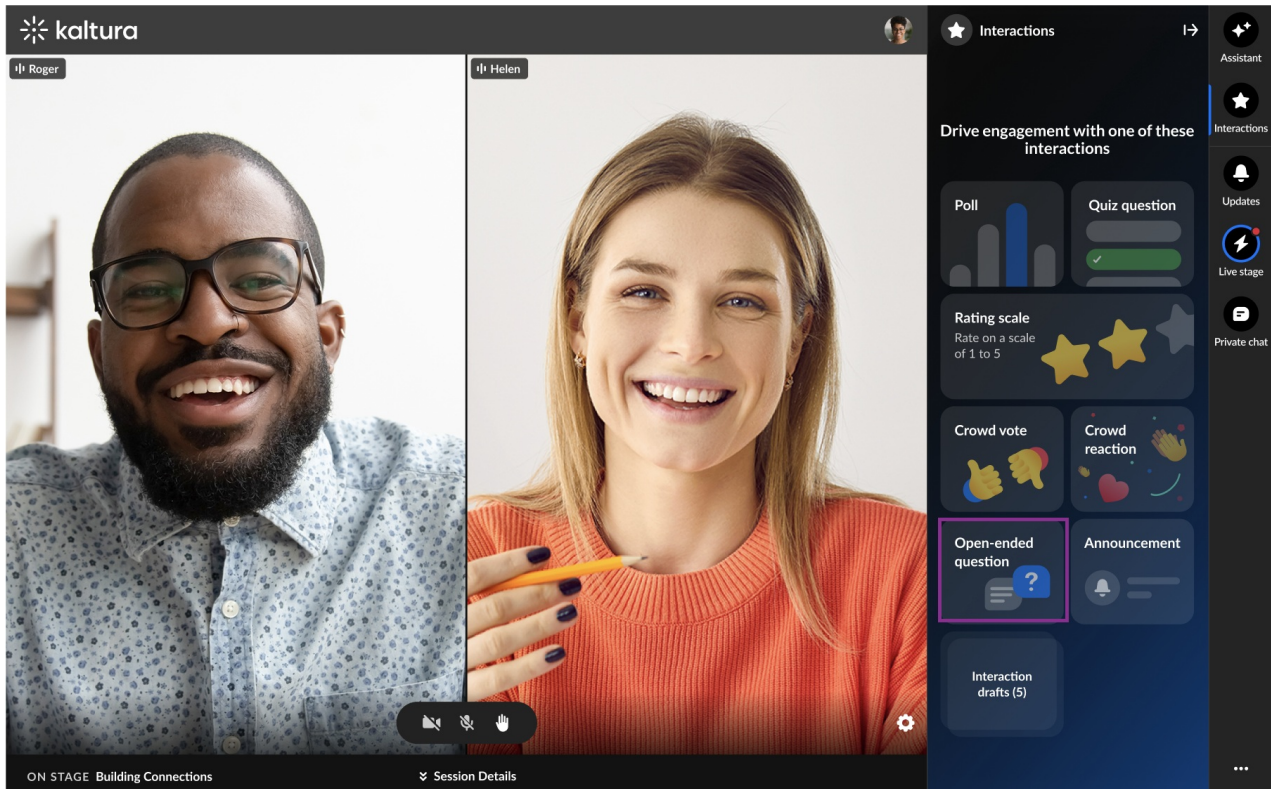 kaltura
Roger
Helen
Interactions
Drive engagement with one of these
interactions
Poll
Quiz question
Rating scale
Rate on a scale
of 1 to 5
Crowd vote
Crowd
reaction
Open-ended
question
?
Announcement
Interaction
drafts (5)
Assistant
Interactions
Updates
Live stage
Private chat
ON STAGE Building Connections
Session Details